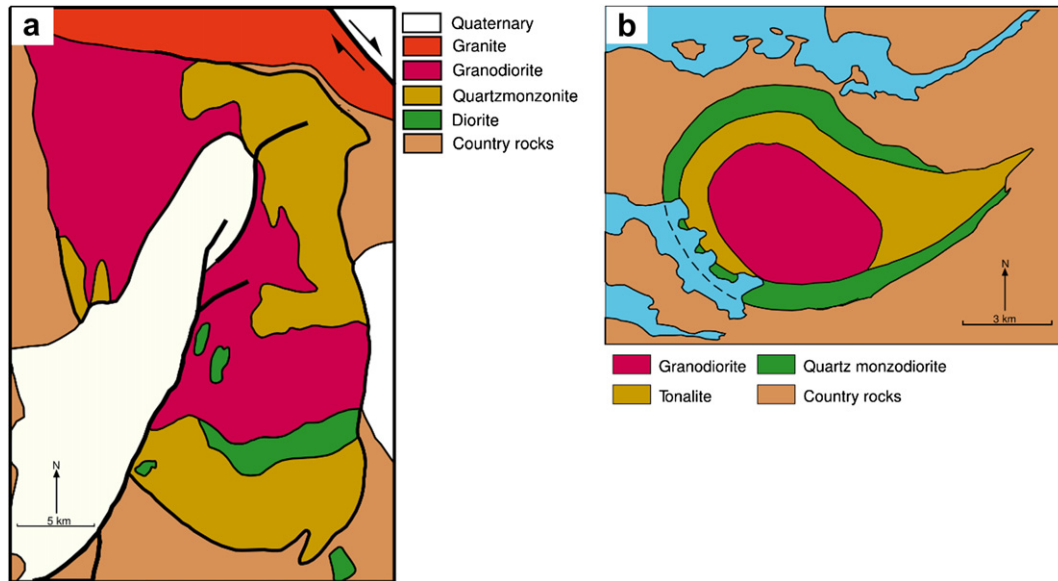 a
Quaternary
Granite
Granodiorite
Quartzmonzonite
Diorite
Country rocks
N
5 km
b
N
3 km
Granodiorite
Quartz monzodiorite
Tonalite
Country rocks